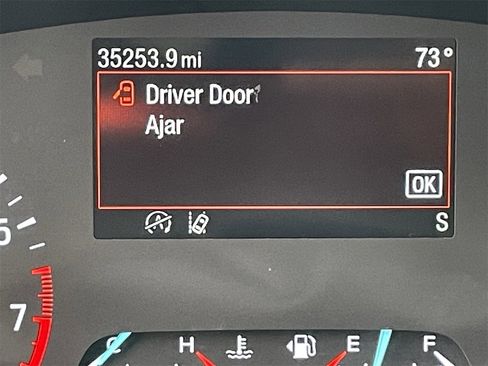 35253.9 mi 73°
Driver Door
Ajar
OK
A S
5
7
C H E F